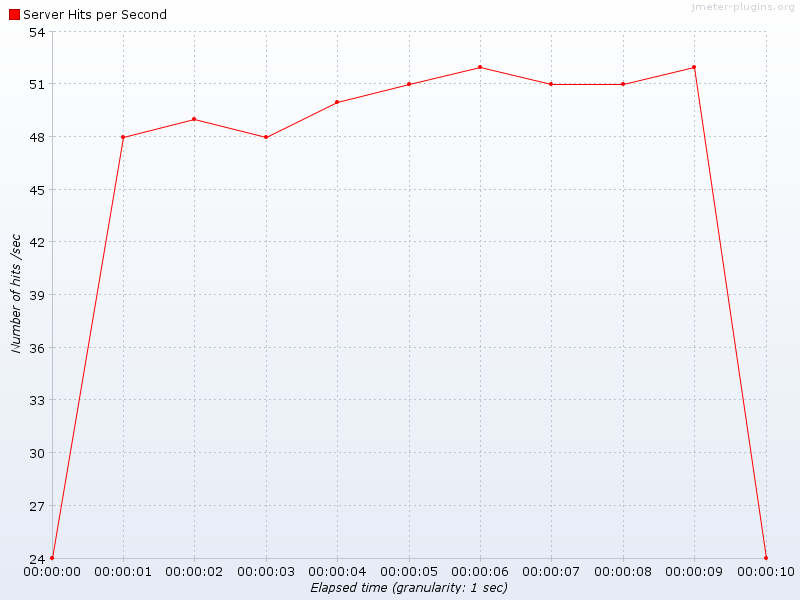 jmeter-plugins.org
Server Hits per Second
54
51
48
45
42
39
36
33
30
27
24
Number of hits /sec
00:00:00 00:00:01 00:00:02 00:00:03 00:00:04 00:00:05 00:00:06 00:00:07 00:00:08 00:00:09 00:00:10
Elapsed time (granularity: 1 sec)